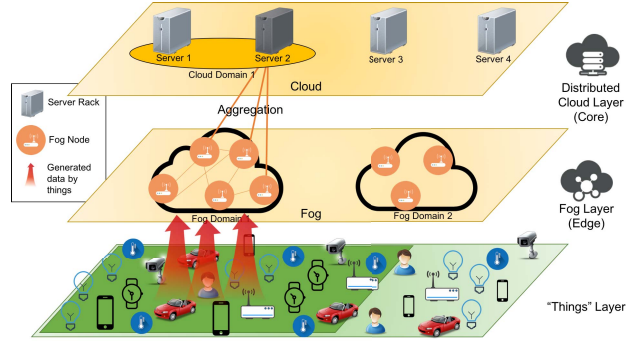 Server 1
Server 2
Server 3
Server 4
Cloud Domain 1
Cloud
Distributed
Cloud Layer
(Core)
Server Rack
Fog Node
Generated
data by
things
Aggregation
Fog Domain 1
Fog
Fog Domain 2
Fog Layer
(Edge)
"Things" Layer